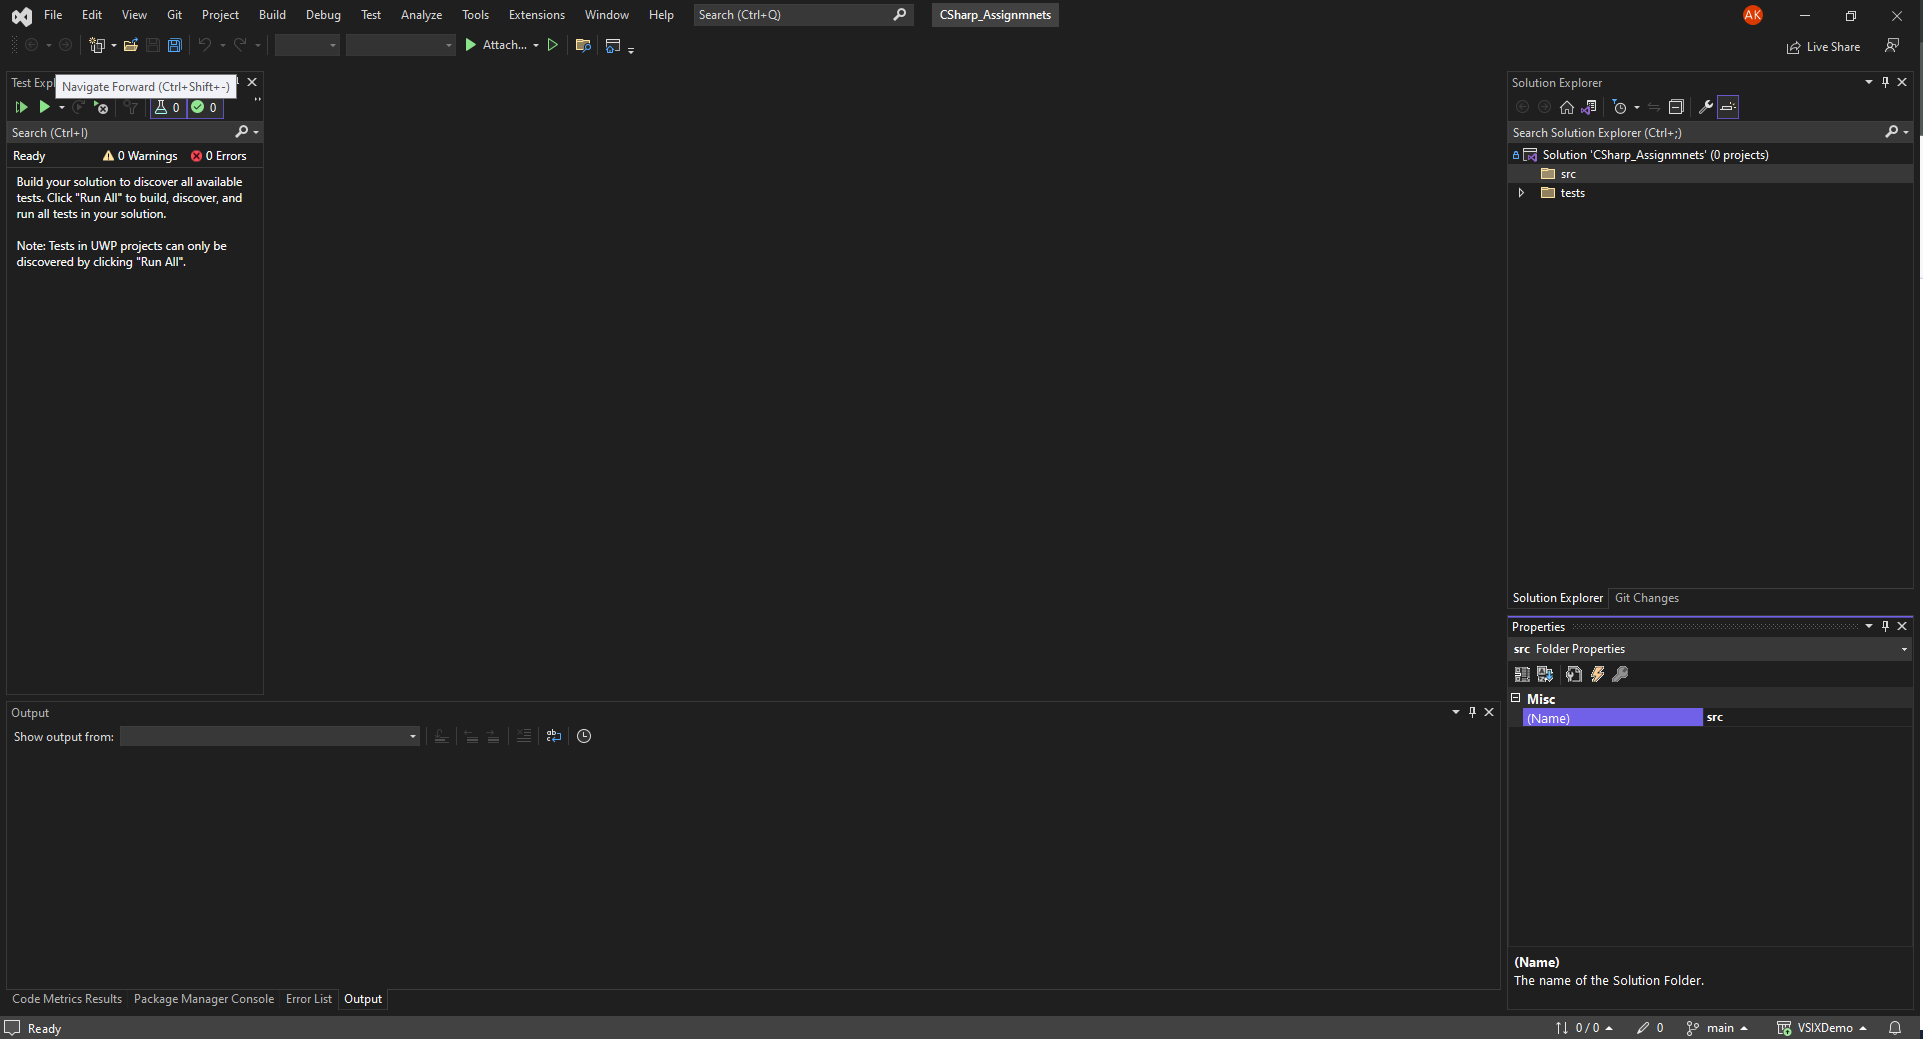 File Edit View Git Project Build Debug Test Analyze Tools Extensions Window Help Search (Ctrl+Q) CSharp_Assignmnets AK
Attach... Live Share
Test Expl
Navigate Forward (Ctrl+Shift+-)
0 0
Search (Ctrl+I)
Ready 0 Warnings 0 Errors
Build your solution to discover all available
tests. Click "Run All" to build, discover, and
run all tests in your solution.
Note: Tests in UWP projects can only be
discovered by clicking "Run All".
Solution Explorer
Search Solution Explorer (Ctrl+;)
Solution 'CSharp_Assignmnets' (0 projects)
src
tests
Solution Explorer Git Changes
Properties
src Folder Properties
Misc
(Name) src
(Name)
The name of the Solution Folder.
Output
Show output from:
Code Metrics Results Package Manager Console Error List Output
Ready 0 / 0 0 main VSIXDemo